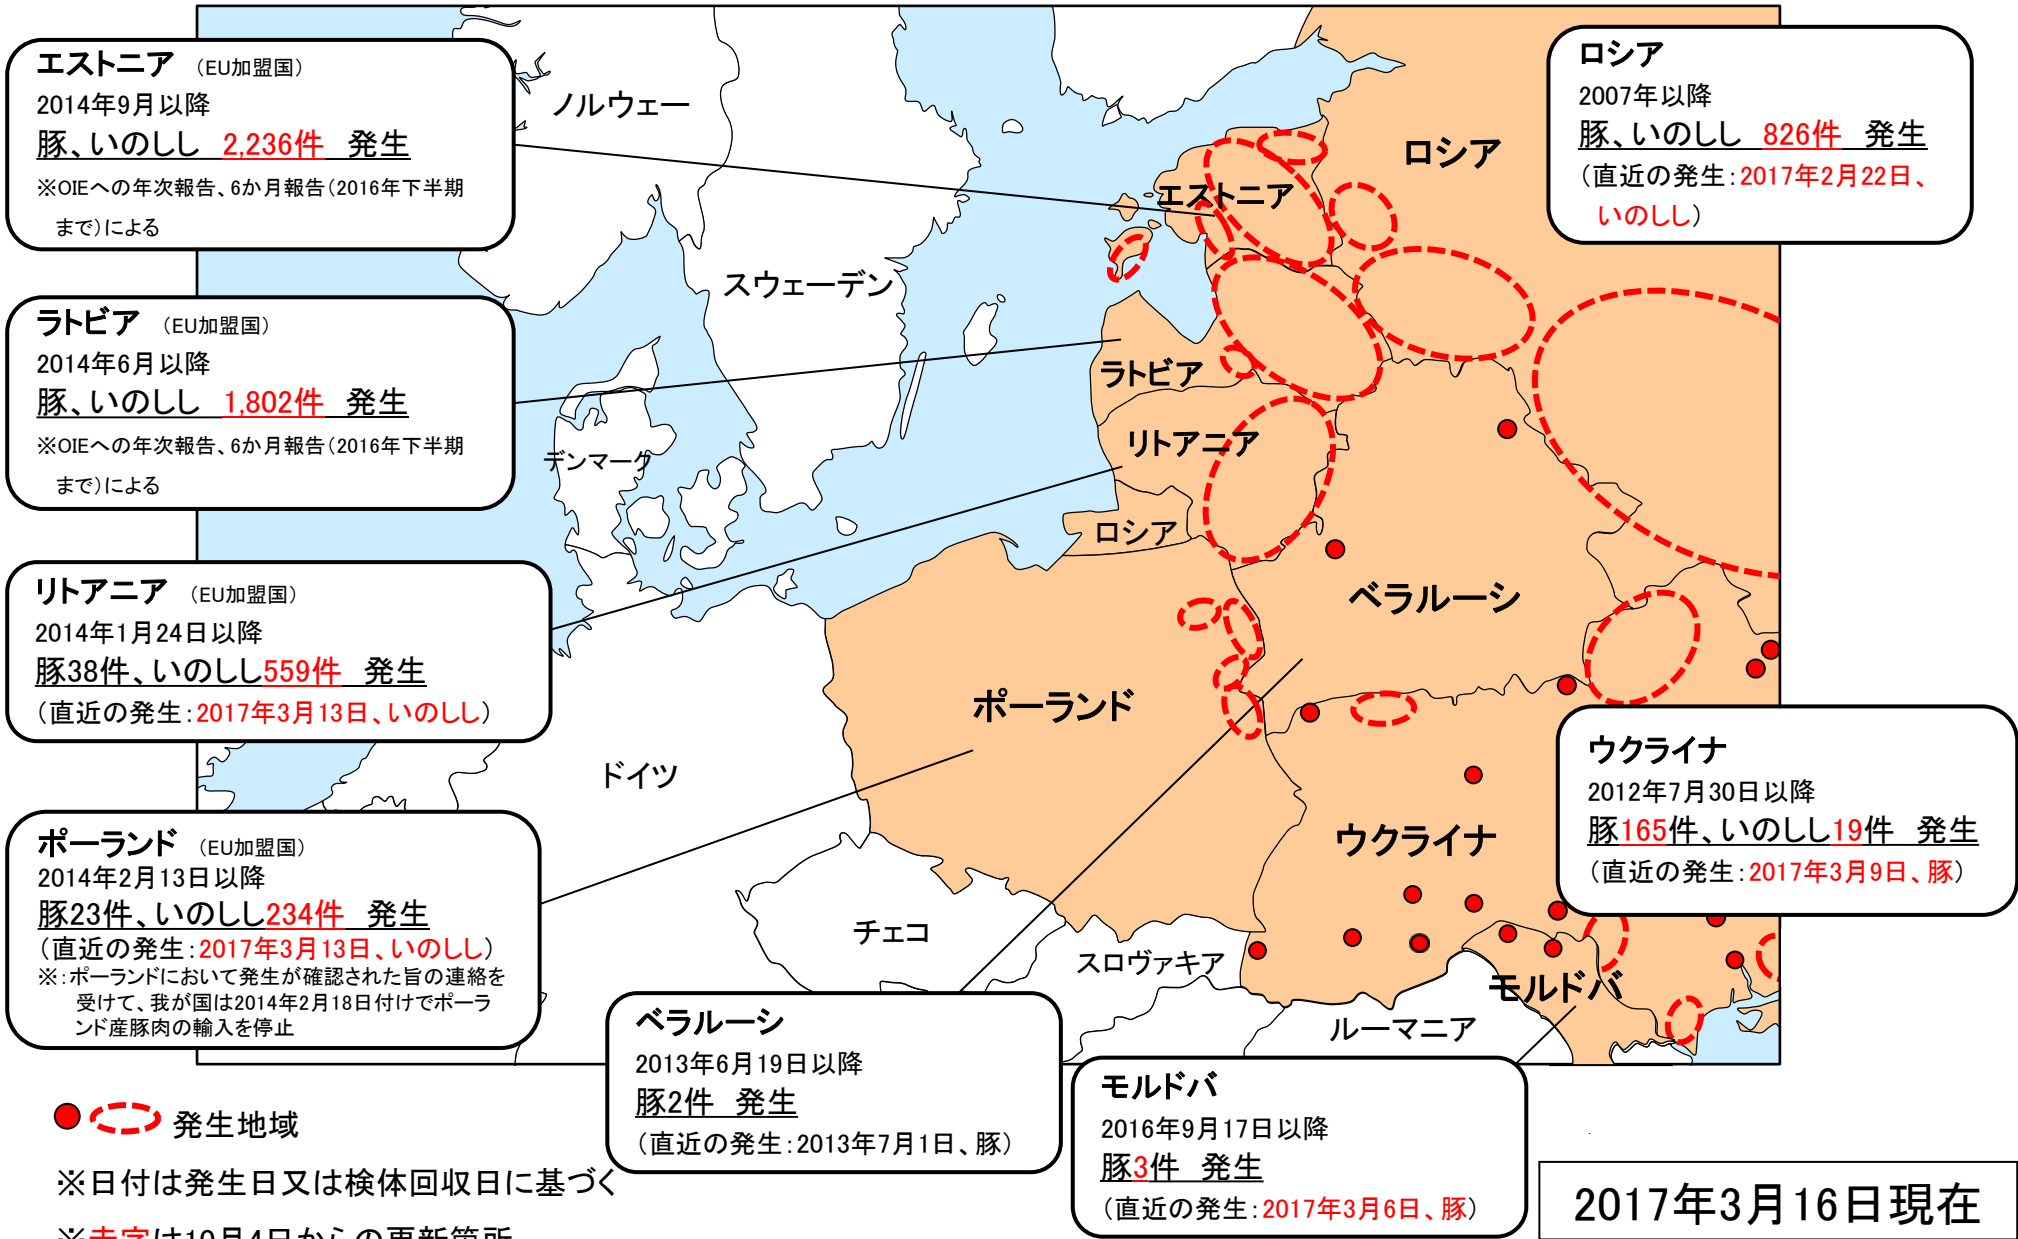 エストニア （EU加盟国）
2014年9月以降
豚、いのしし 2,236件 発生
※OIEへの年次報告、6か月報告（2016年下半期
まで）による
ラトビア （EU加盟国）
2014年6月以降
豚、いのしし 1,802件 発生
※OIEへの年次報告、6か月報告（2016年下半期
まで）による
リトアニア （EU加盟国）
2014年1月24日以降
豚38件、いのしし559件 発生
（直近の発生：2017年3月13日、いのしし）
ポーランド （EU加盟国）
2014年2月13日以降
豚23件、いのしし234件 発生
（直近の発生：2017年3月13日、いのしし）
※：ポーランドにおいて発生が確認された旨の連絡を
受けて、我が国は2014年2月18日付けでポーラ
ンド産豚肉の輸入を停止
ロシア
2007年以降
豚、いのしし 826件 発生
（直近の発生：2017年2月22日、
いのしし）
ウクライナ
2012年7月30日以降
豚165件、いのしし19件 発生
（直近の発生：2017年3月9日、豚）
ベラルーシ
2013年6月19日以降
豚2件 発生
（直近の発生：2013年7月1日、豚）
モルドバ
2016年9月17日以降
豚3件 発生
（直近の発生：2017年3月6日、豚）
ノルウェー
スウェーデン
デンマーク
エストニア
ロシア
ラトビア
リトアニア
ロシア
ベラルーシ
ポーランド
ドイツ
ウクライナ
チェコ
スロヴァキア
モルドバ
ルーマニア
発生地域
※日付は発生日又は検体回収日に基づく
※赤字は10月4日からの更新箇所
2017年3月16日現在